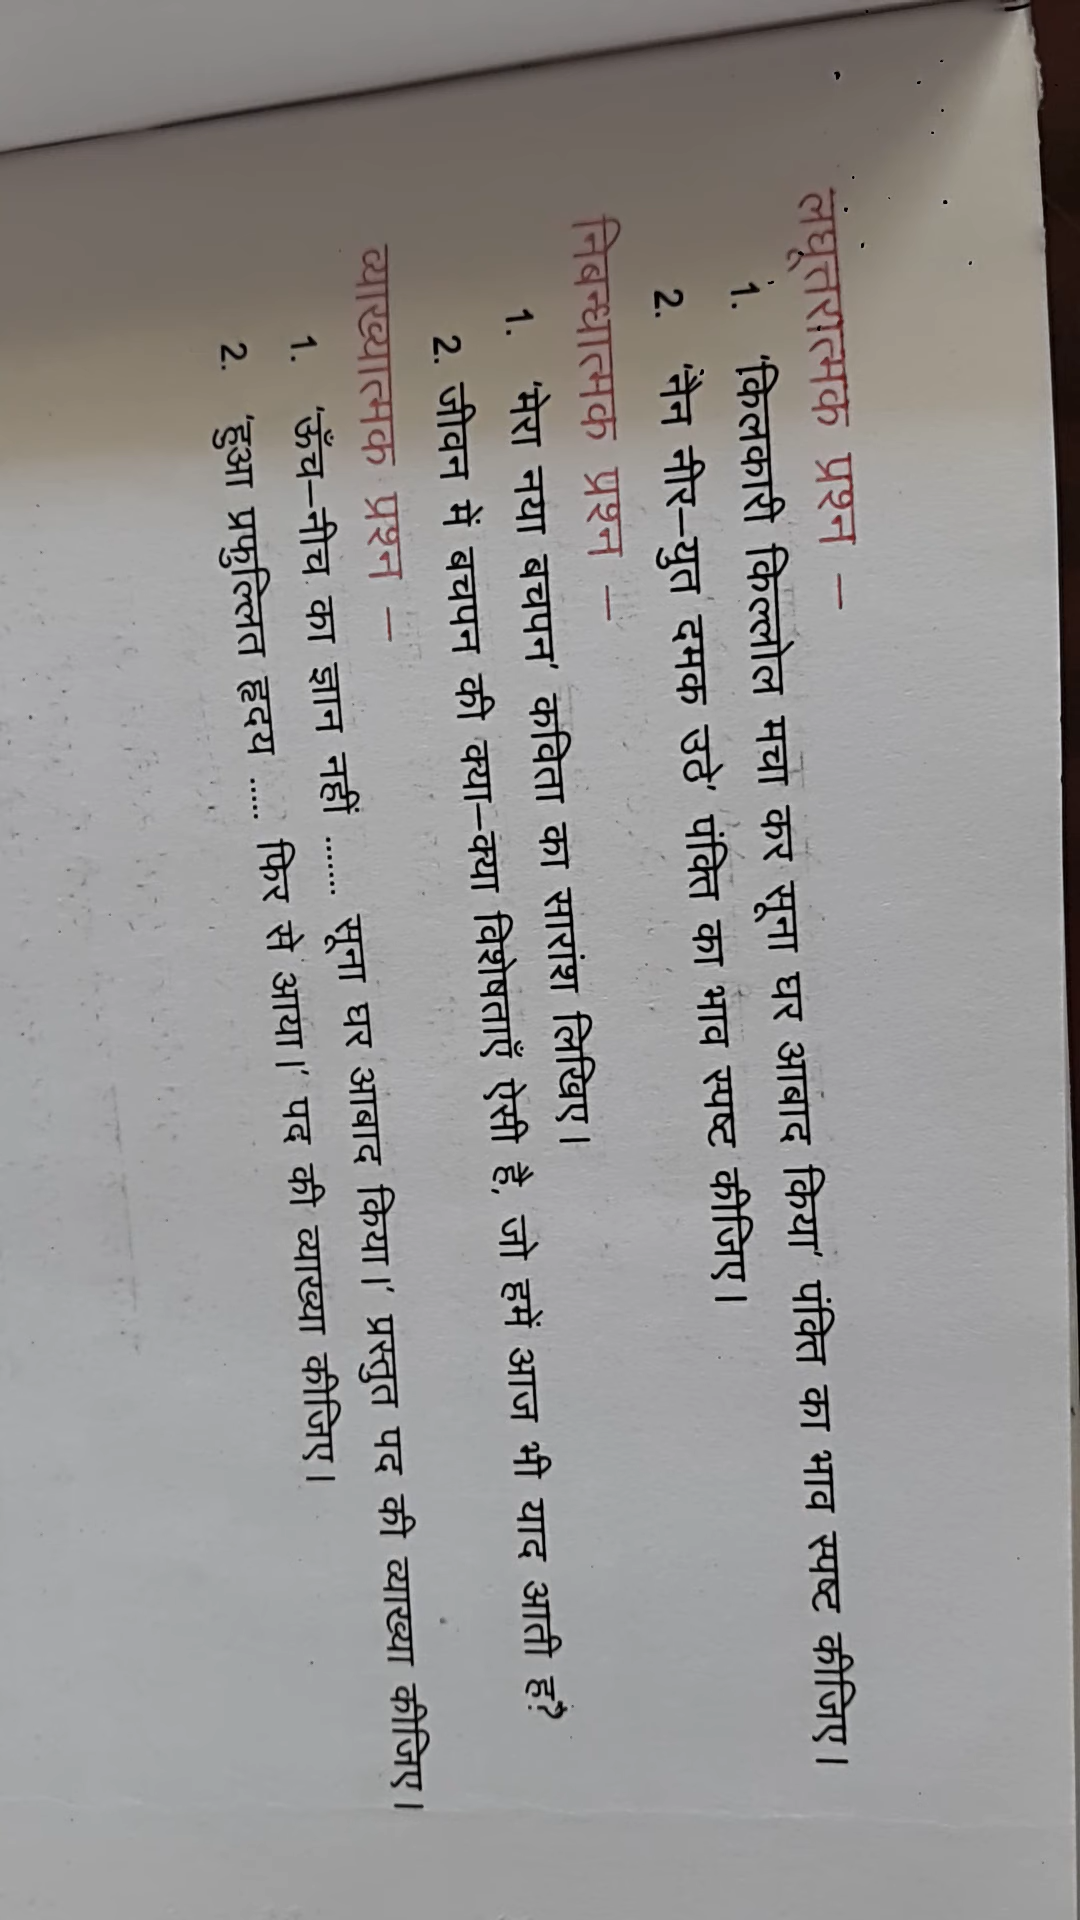 लघूत्तरात्मक प्रश्न –
1. 'किलकारी किल्लोल मचा कर सूना घर आबाद किया' पंक्ति का भाव स्पष्ट कीजिए।
2. 'नैन नीर–युत दमक उठे' पंक्ति का भाव स्पष्ट कीजिए।
निबन्धात्मक प्रश्न –
1. 'मेरा नया बचपन' कविता का सारांश लिखिए।
2. जीवन में बचपन की क्या–क्या विशेषताएँ ऐसी है, जो हमें आज भी याद आती है?
व्याख्यात्मक प्रश्न –
1. 'ऊँच–नीच का ज्ञान नहीं ....... सूना घर आबाद किया।' प्रस्तुत पद की व्याख्या कीजिए।
2. 'हुआ प्रफुल्लित हृदय ..... फिर से आया।' पद की व्याख्या कीजिए।